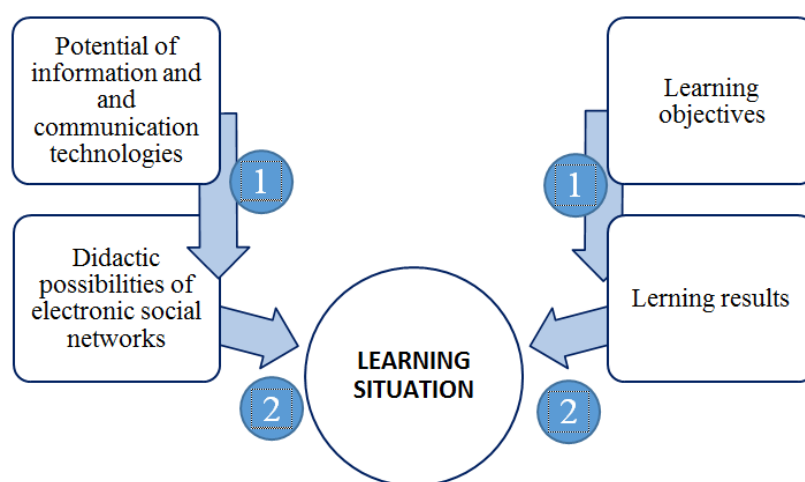 Potential of
information and
and
communication
technologies
1
Didactic
possibilities of
electronic social
networks
2
LEARNING
SITUATION
Learning
objectives
1
Lerning results
2